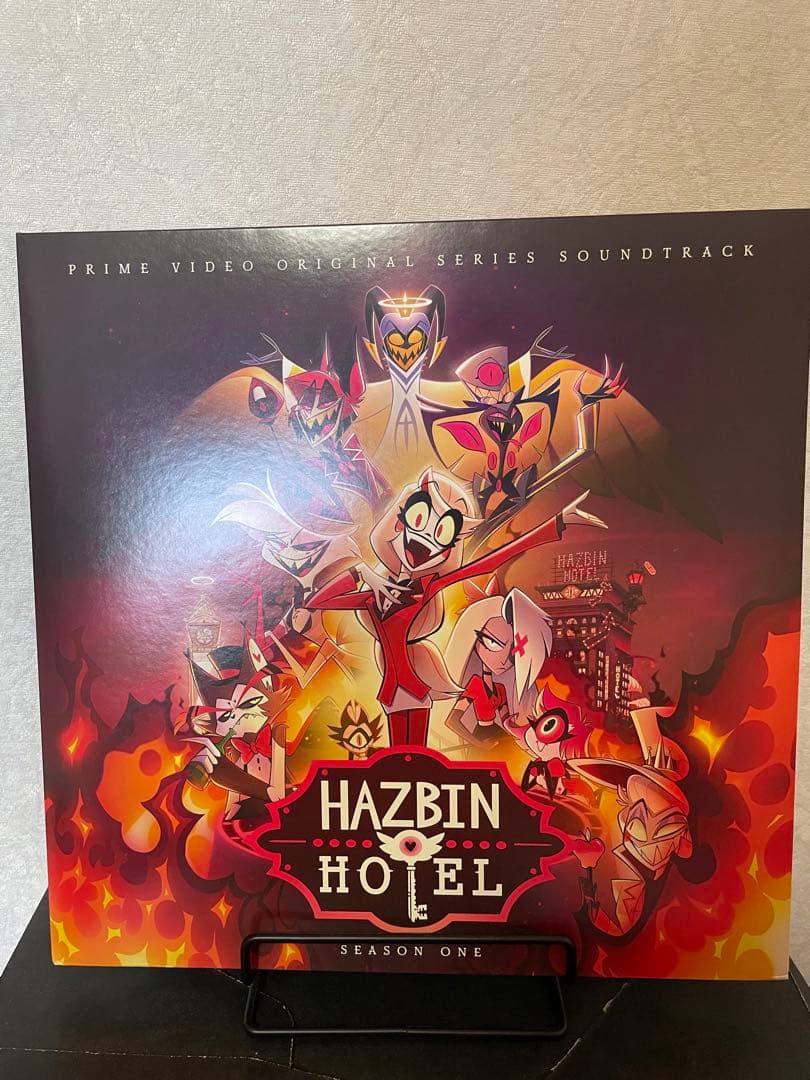 PRIME VIDEO ORIGINAL SERIES SOUNDTRACK
HAZBIN
HOTEL
HAZBIN
HOTEL
SEASON ONE